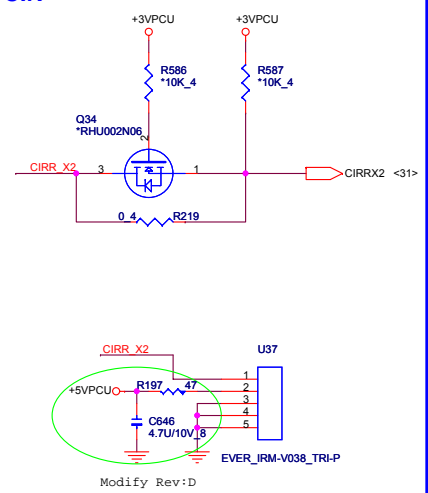 +3VPCU
+3VPCU
R586
*10K_4
R587
*10K_4
Q34
*RHU002N06
2
CIRR_X2
3
1
CIRRX2 <31>
0_4
R219
CIRR_X2
U37
1
+5VPCU
R197
47
2
3
4
5
C646
4.7U/10V_8
EVER_IRM-V038_TRI-P
Modify Rev:D